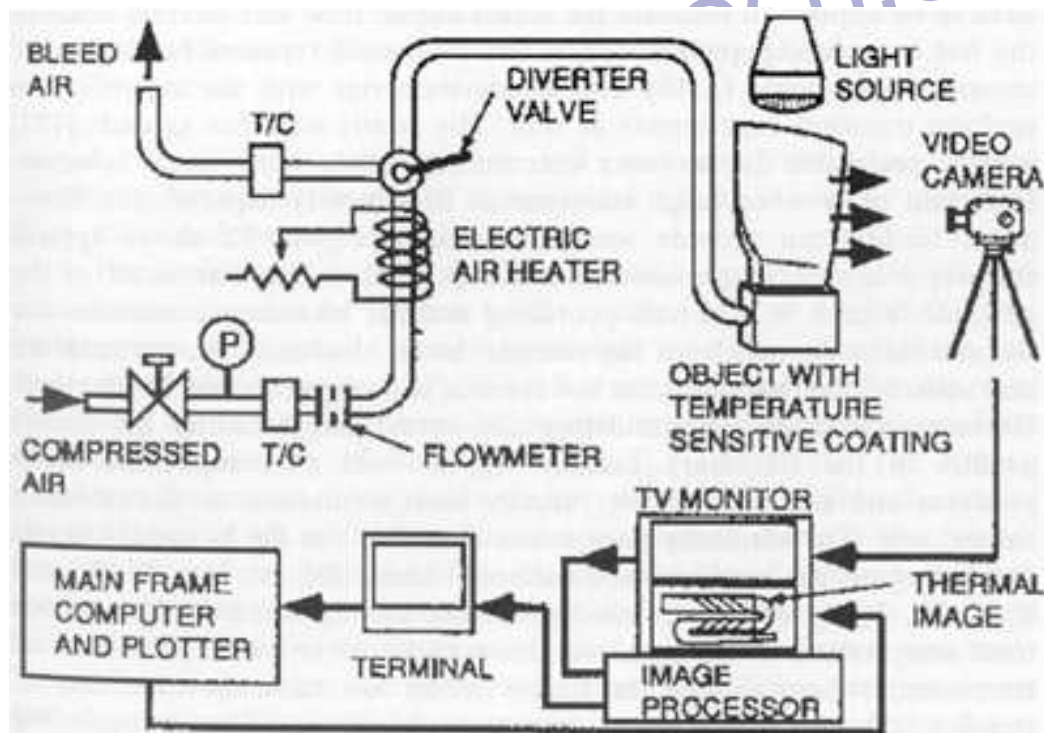 BLEED
AIR
T/C
DIVERTER
VALVE
LIGHT
SOURCE
VIDEO
CAMERA
ELECTRIC
AIR HEATER
P
COMPRESSED
AIR
T/C
FLOWMETER
OBJECT WITH
TEMPERATURE
SENSITIVE COATING
TV MONITOR
MAIN FRAME
COMPUTER
AND PLOTTER
TERMINAL
THERMAL
IMAGE
IMAGE
PROCESSOR